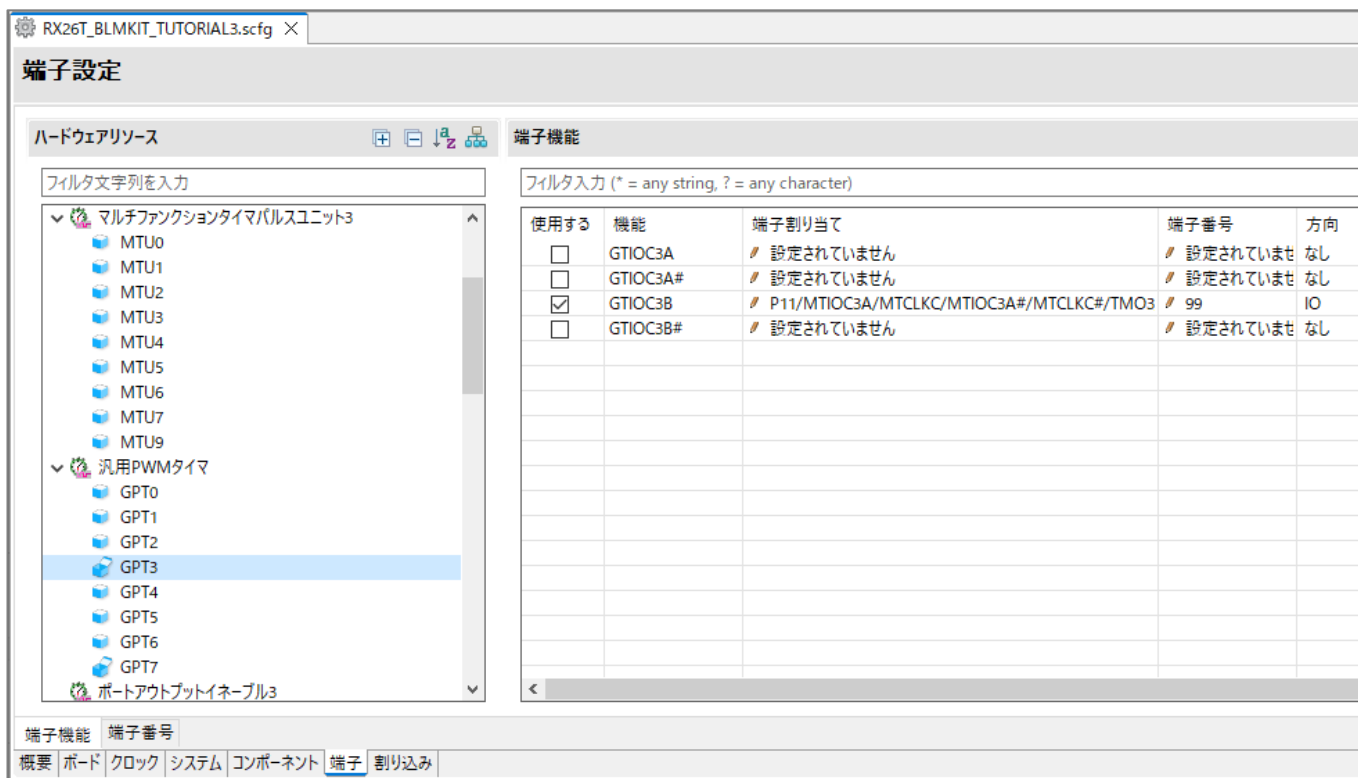 RX26T_BLMKIT_TUTORIAL3.scfg
端子設定
ハードウェアリソース
端子機能
フィルタ文字列を入力
フィルタ入力 (* = any string, ? = any character)
マルチファンクションタイマパルスユニット3
MTU0
MTU1
MTU2
MTU3
MTU4
MTU5
MTU6
MTU7
MTU9
汎用PWMタイマ
GPT0
GPT1
GPT2
GPT3
GPT4
GPT5
GPT6
GPT7
ポートアウトプットイネーブル3
使用する 機能 端子割り当て 端子番号 方向
GTIOC3A 設定されていません 設定されていませ なし
GTIOC3A# 設定されていません 設定されていませ なし
GTIOC3B P11/MTIOC3A/MTCLKC/MTIOC3A#/MTCLKC#/TMO3 99 IO
GTIOC3B# 設定されていません 設定されていませ なし
端子機能 端子番号
概要 ボード クロック システム コンポーネント 端子 割り込み